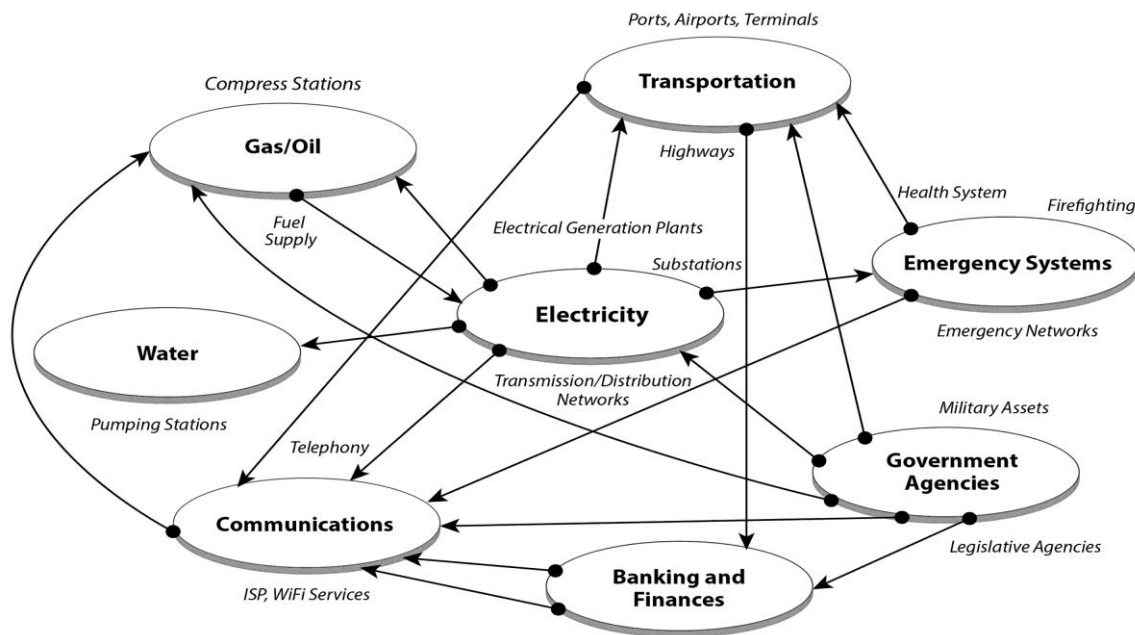 Ports, Airports, Terminals
Transportation
Compress Stations
Gas/Oil
Highways
Health System
Firefighting
Fuel
Supply
Electrical Generation Plants
Substations
Emergency Systems
Electricity
Emergency Networks
Water
Transmission/Distribution
Networks
Pumping Stations
Military Assets
Telephony
Government
Agencies
Communications
Legislative Agencies
Banking and
Finances
ISP, WiFi Services